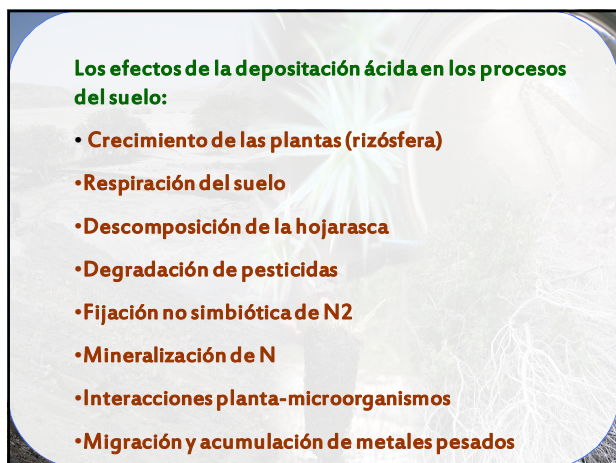 Los efectos de la depositación ácida en los procesos
del suelo:
• Crecimiento de las plantas (rizósfera)
•Respiración del suelo
•Descomposición de la hojarasca
•Degradación de pesticidas
•Fijación no simbiótica de N2
•Mineralización de N
•Interacciones planta-microorganismos
•Migración y acumulación de metales pesados